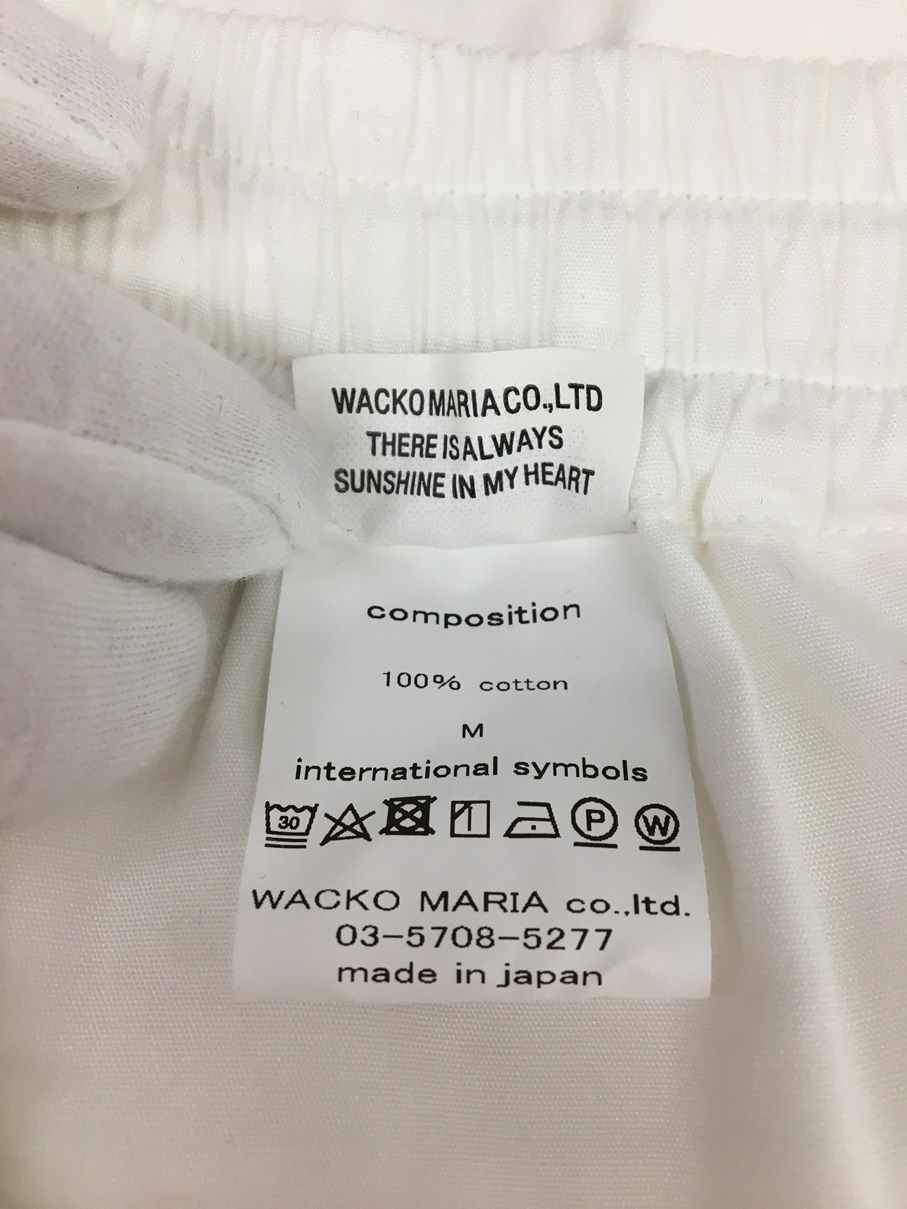 WACKO MARIA CO.,LTD
THERE IS ALWAYS
SUNSHINE IN MY HEART
composition
100% cotton
M
international symbols
30 P W
WACKO MARIA co.,ltd.
03-5708-5277
made in japan